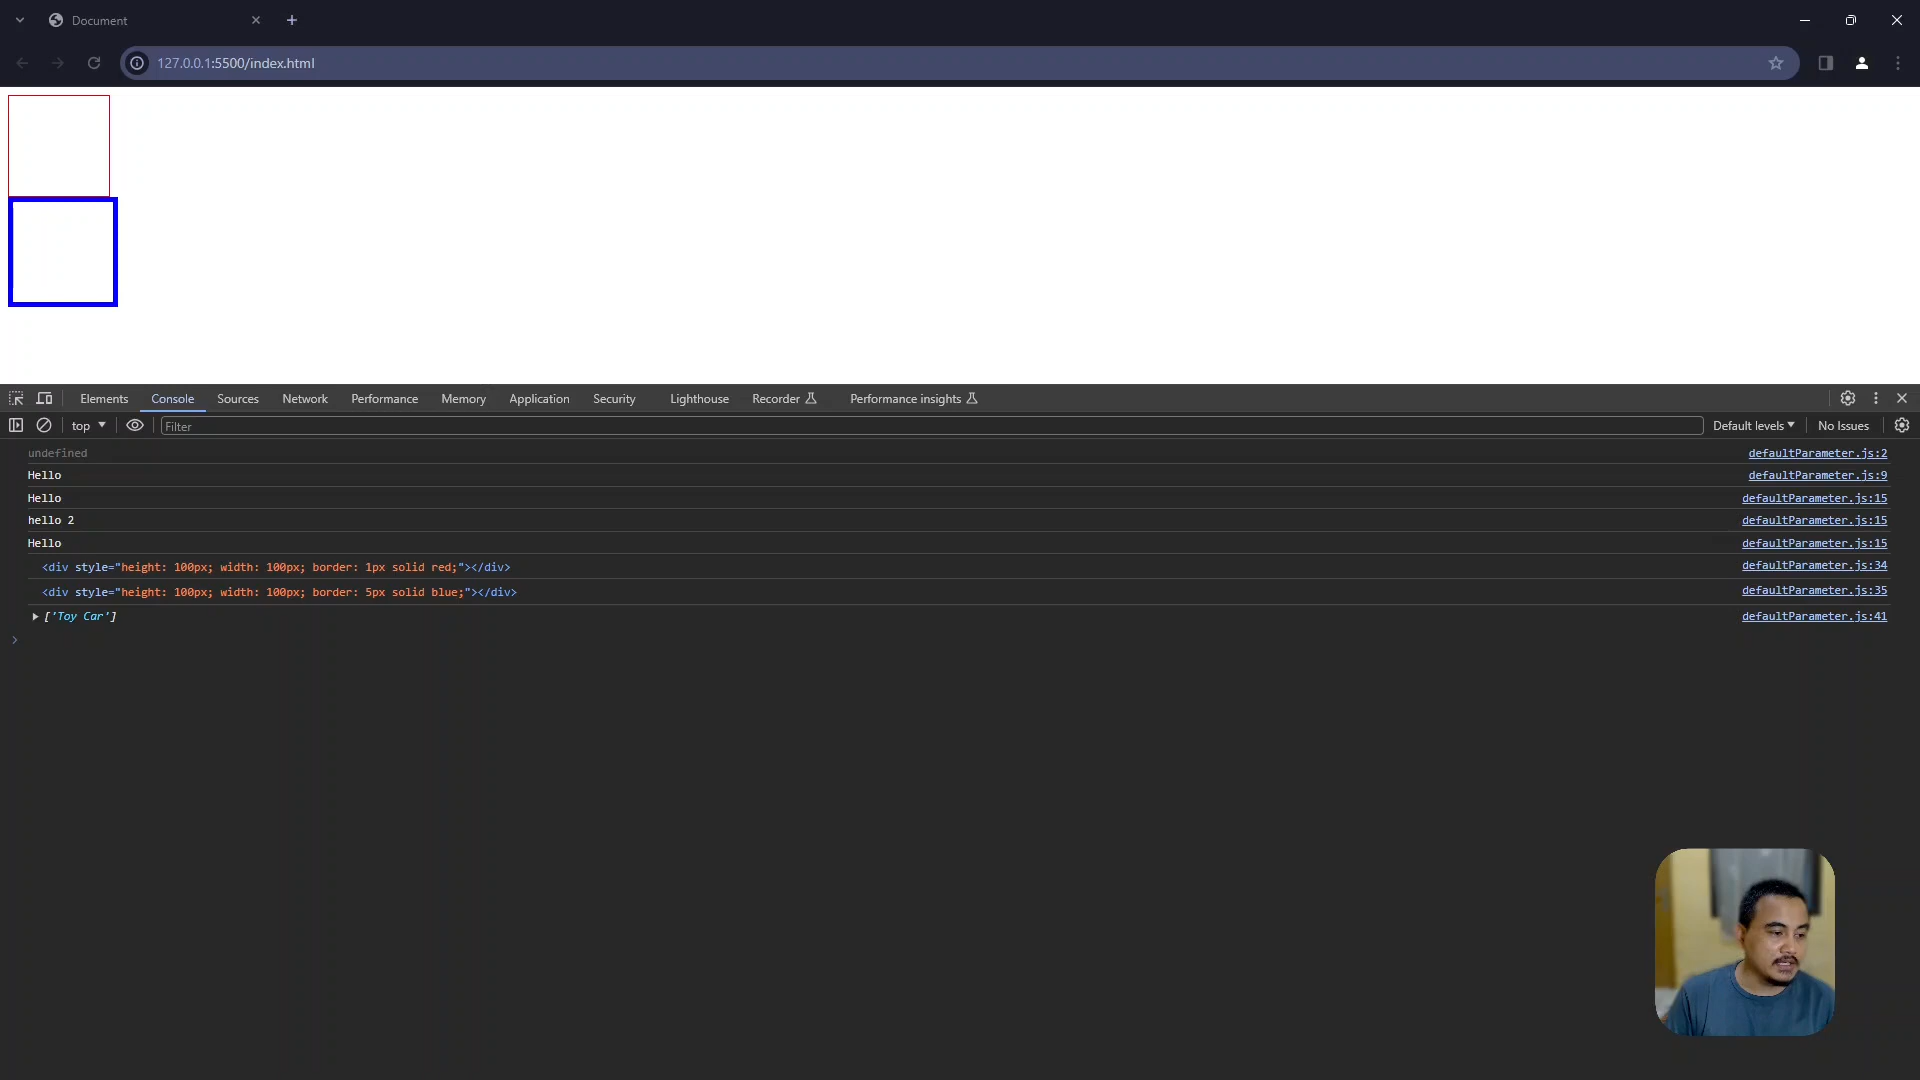 Document
127.0.0.1:5500/index.html
Elements Console Sources Network Performance Memory Application Security Lighthouse Recorder Performance insights
top Filter Default levels No Issues
undefined defaultParameter.js:2
Hello defaultParameter.js:9
Hello defaultParameter.js:15
hello 2 defaultParameter.js:15
Hello defaultParameter.js:15
<div style="height: 100px; width: 100px; border: 1px solid red;"></div> defaultParameter.js:34
<div style="height: 100px; width: 100px; border: 5px solid blue;"></div> defaultParameter.js:35
['Toy Car'] defaultParameter.js:41